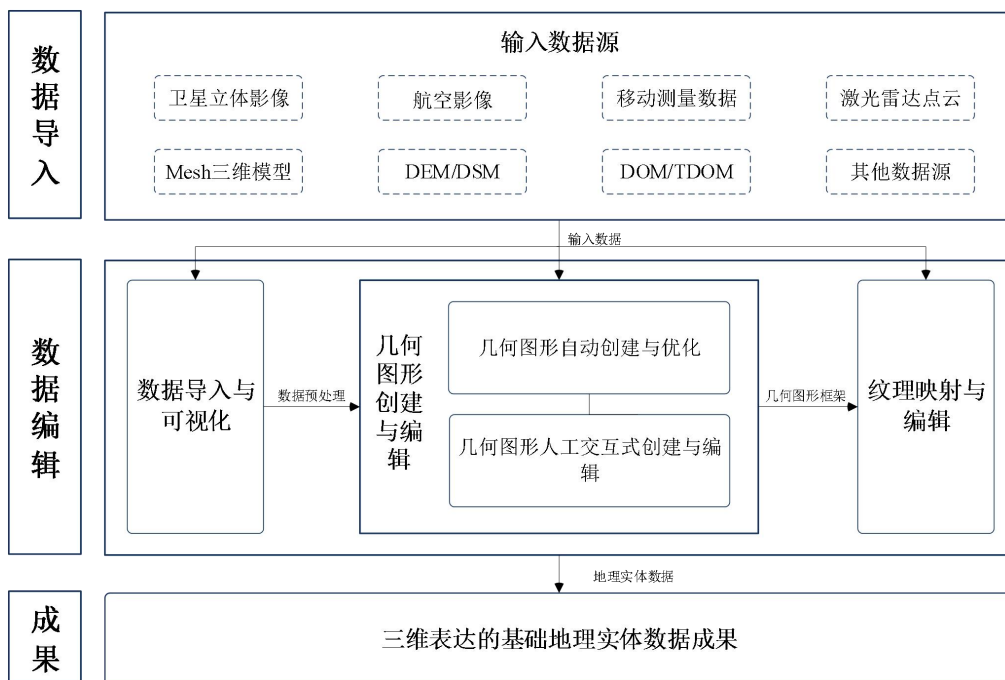 数据导入
输入数据源
卫星立体影像
航空影像
移动测量数据
激光雷达点云
Mesh三维模型
DEM/DSM
DOM/TDOM
其他数据源
输入数据
数据编辑
数据导入与
可视化
数据预处理
几何
图形
创建
与编
辑
几何图形自动创建与优化
几何图形人工交互式创建与编
辑
几何图形框架
纹理映射与
编辑
地理实体数据
成果
三维表达的基础地理实体数据成果